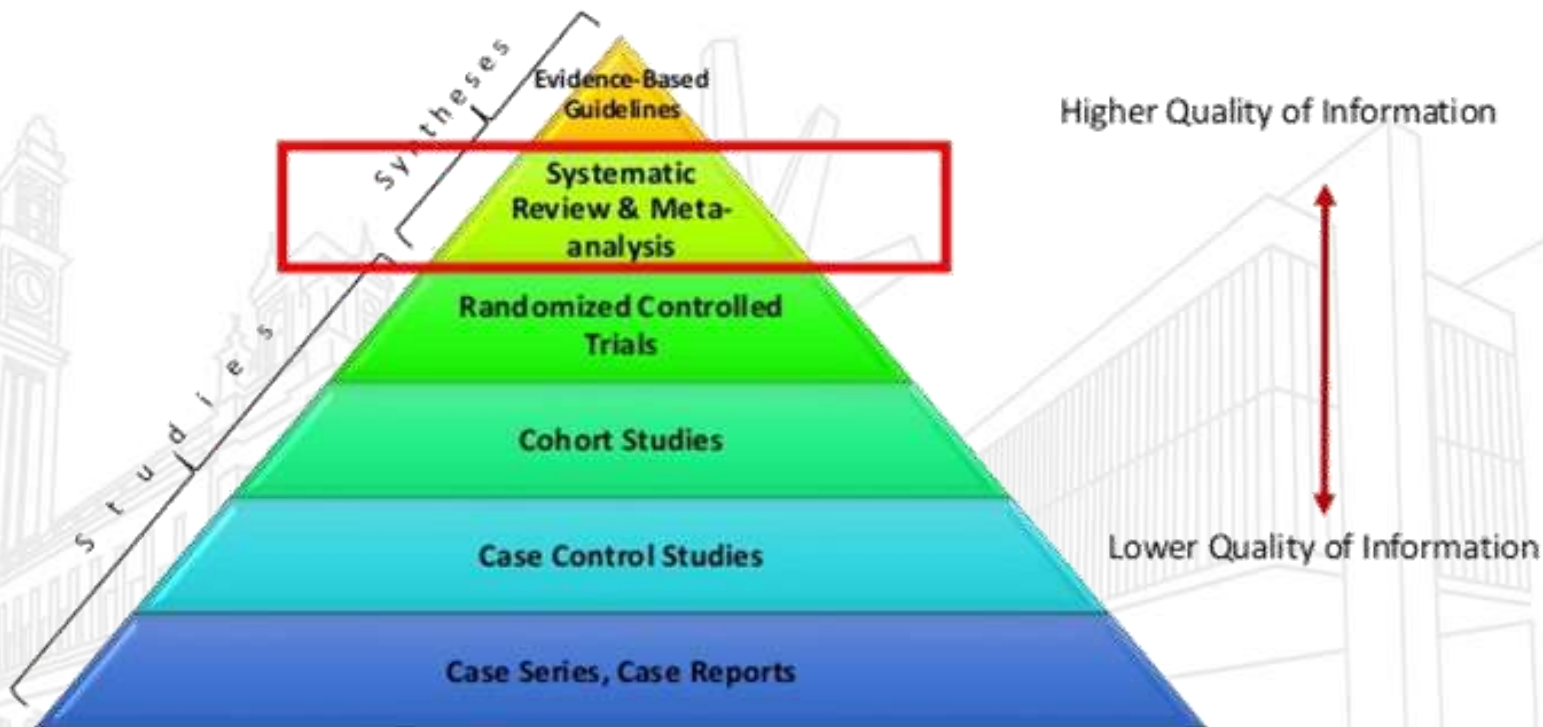 Syntheses
Evidence-Based
Guidelines
Higher Quality of Information
Systematic
Review & Meta-
analysis
Studies
Randomized Controlled
Trials
Cohort Studies
Case Control Studies
Lower Quality of Information
Case Series, Case Reports